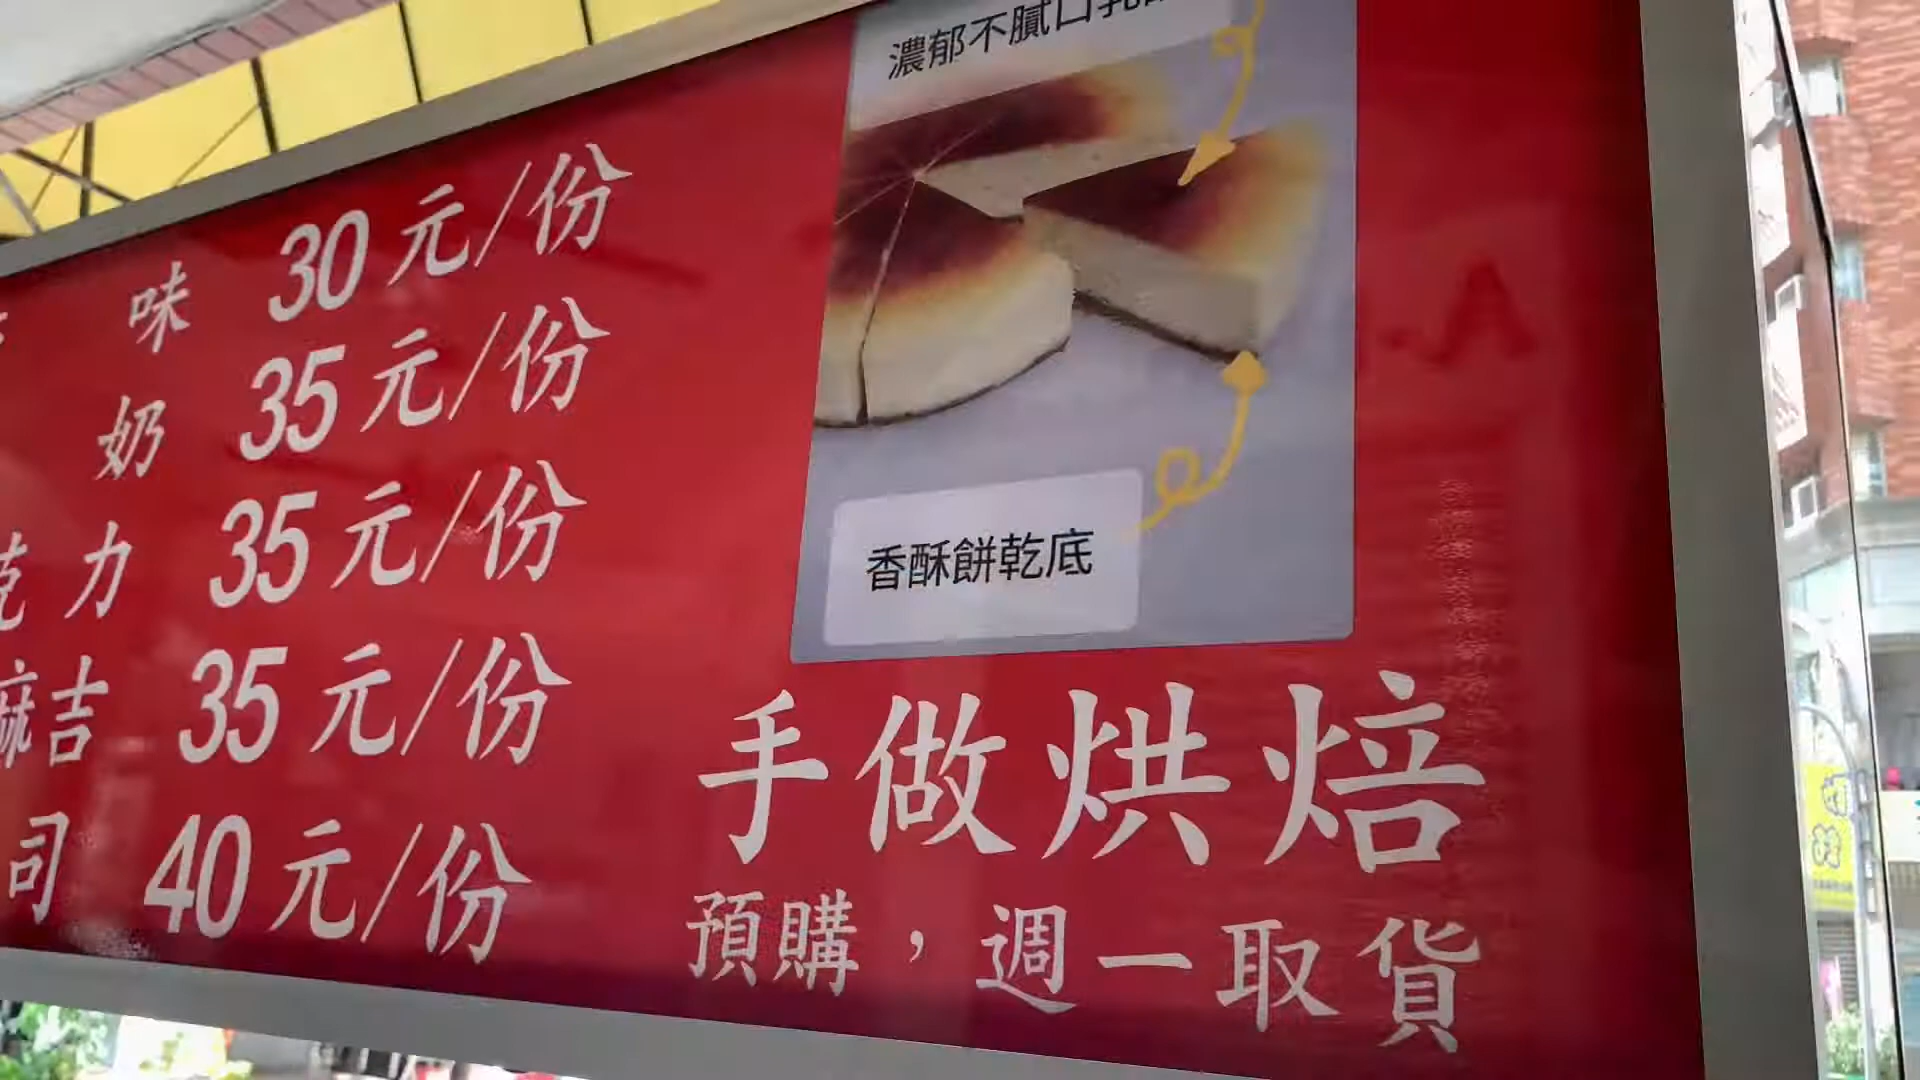 味 30元/份
奶 35元/份
克力 35元/份
麻吉 35元/份
司 40元/份
濃郁不膩口乳
香酥餅乾底
手做烘焙
預購，週一取貨